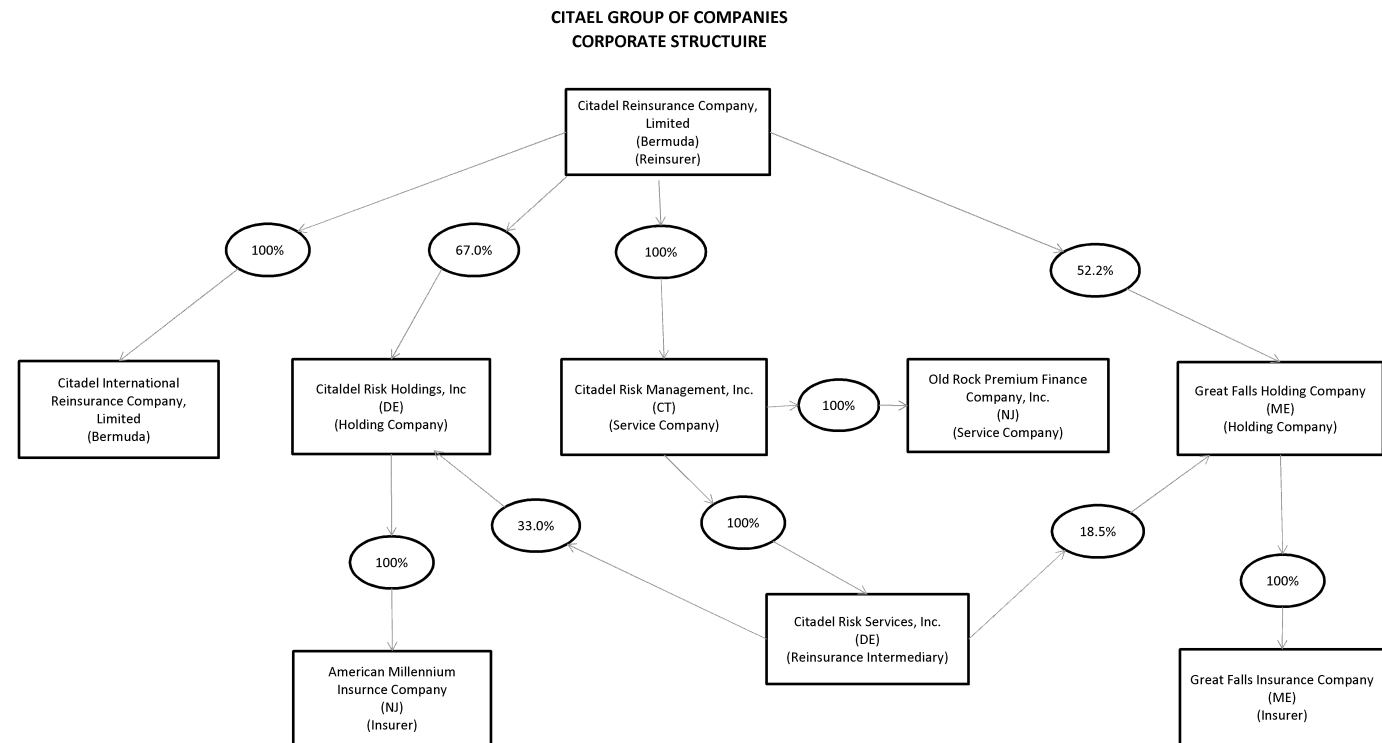 CITAEL GROUP OF COMPANIES
CORPORATE STRUCTUIRE
Citadel Reinsurance Company,
Limited
(Bermuda)
(Reinsurer)
100%
67.0%
100%
52.2%
Citadel International
Reinsurance Company,
Limited
(Bermuda)
Citaldel Risk Holdings, Inc
(DE)
(Holding Company)
Citadel Risk Management, Inc.
(CT)
(Service Company)
100%
Old Rock Premium Finance
Company, Inc.
(NJ)
(Service Company)
Great Falls Holding Company
(ME)
(Holding Company)
33.0%
100%
18.5%
100%
100%
Citadel Risk Services, Inc.
(DE)
(Reinsurance Intermediary)
American Millennium
Insurnce Company
(NJ)
(Insurer)
Great Falls Insurance Company
(ME)
(Insurer)